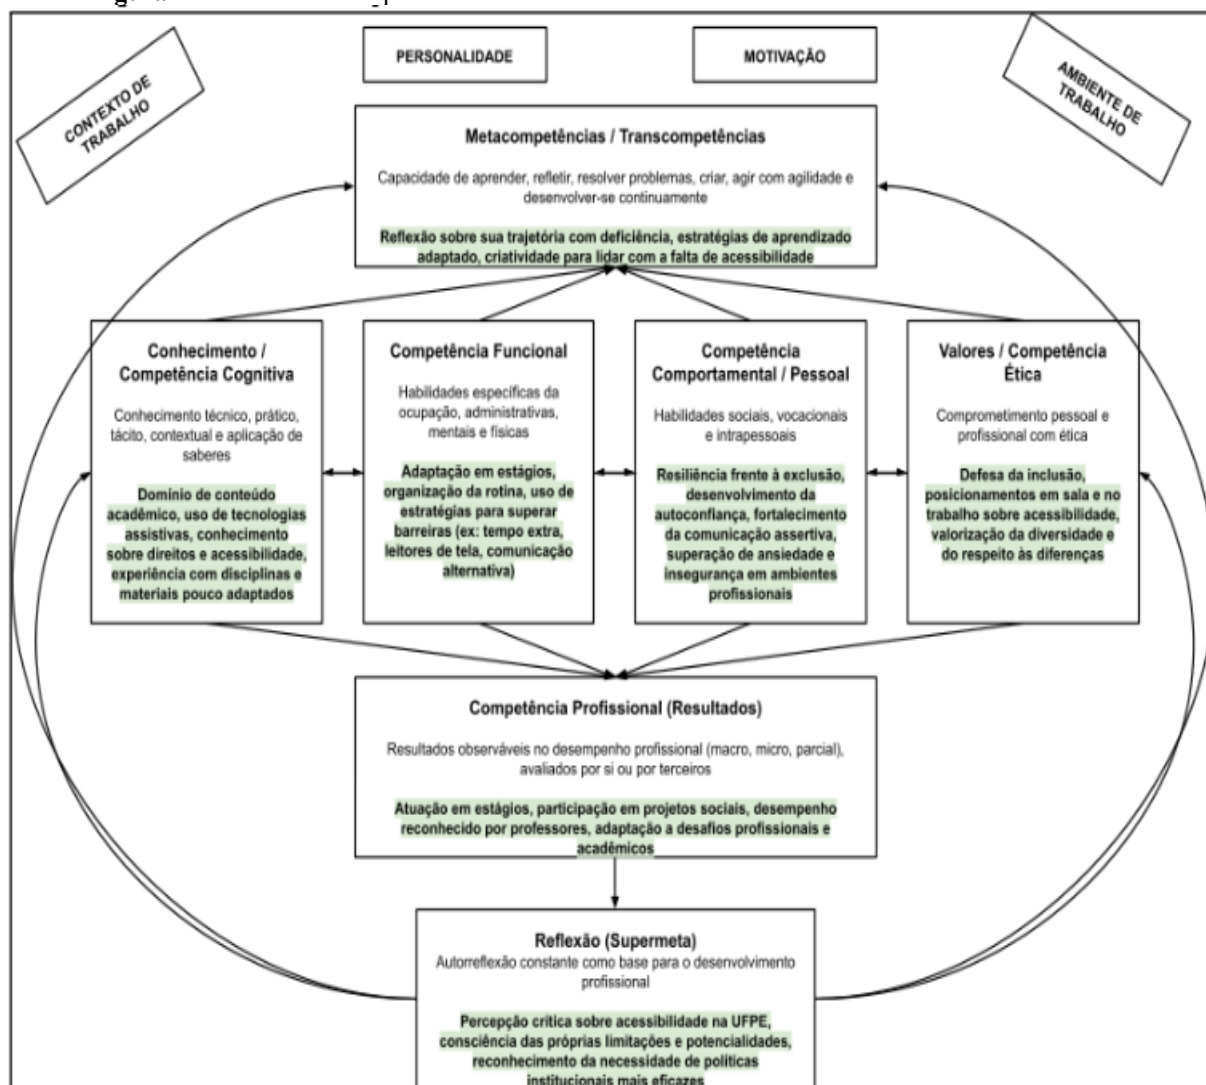 CONTEXTO DE
TRABALHO
PERSONALIDADE
MOTIVAÇÃO
AMBIENTE DE
TRABALHO
Metacompetências / Transcompetências
Capacidade de aprender, refletir, resolver problemas, criar, agir com agilidade e
desenvolver-se continuamente
Reflexão sobre sua trajetória com deficiência, estratégias de aprendizado
adaptado, criatividade para lidar com a falta de acessibilidade
Conhecimento /
Competência Cognitiva
Conhecimento técnico, prático,
tácito, contextual e aplicação de
saberes
Domínio de conteúdo
acadêmico, uso de tecnologias
assistivas, conhecimento
sobre direitos e acessibilidade,
experiência com disciplinas e
materiais pouco adaptados
Competência Funcional
Habilidades específicas da
ocupação, administrativas,
mentais e físicas
Adaptação em estágios,
organização da rotina, uso de
estratégias para superar
barreiras (ex: tempo extra,
leitores de tela, comunicação
alternativa)
Competência
Comportamental / Pessoal
Habilidades sociais, vocacionais
e intrapessoais
Resiliência frente à exclusão,
desenvolvimento da
autoconfiança, fortalecimento
da comunicação assertiva,
superação de ansiedade e
insegurança em ambientes
profissionais
Valores / Competência
Ética
Comprometimento pessoal e
profissional com ética
Defesa da inclusão,
posicionamentos em sala e no
trabalho sobre acessibilidade,
valorização da diversidade e
do respeito às diferenças
Competência Profissional (Resultados)
Resultados observáveis no desempenho profissional (macro, micro, parcial),
avaliados por si ou por terceiros
Atuação em estágios, participação em projetos sociais, desempenho
reconhecido por professores, adaptação a desafios profissionais e
acadêmicos
Reflexão (Supermeta)
Autorreflexão constante como base para o desenvolvimento
profissional
Percepção crítica sobre acessibilidade na UFPE,
consciência das próprias limitações e potencialidades,
reconhecimento da necessidade de políticas
institucionais mais eficazes